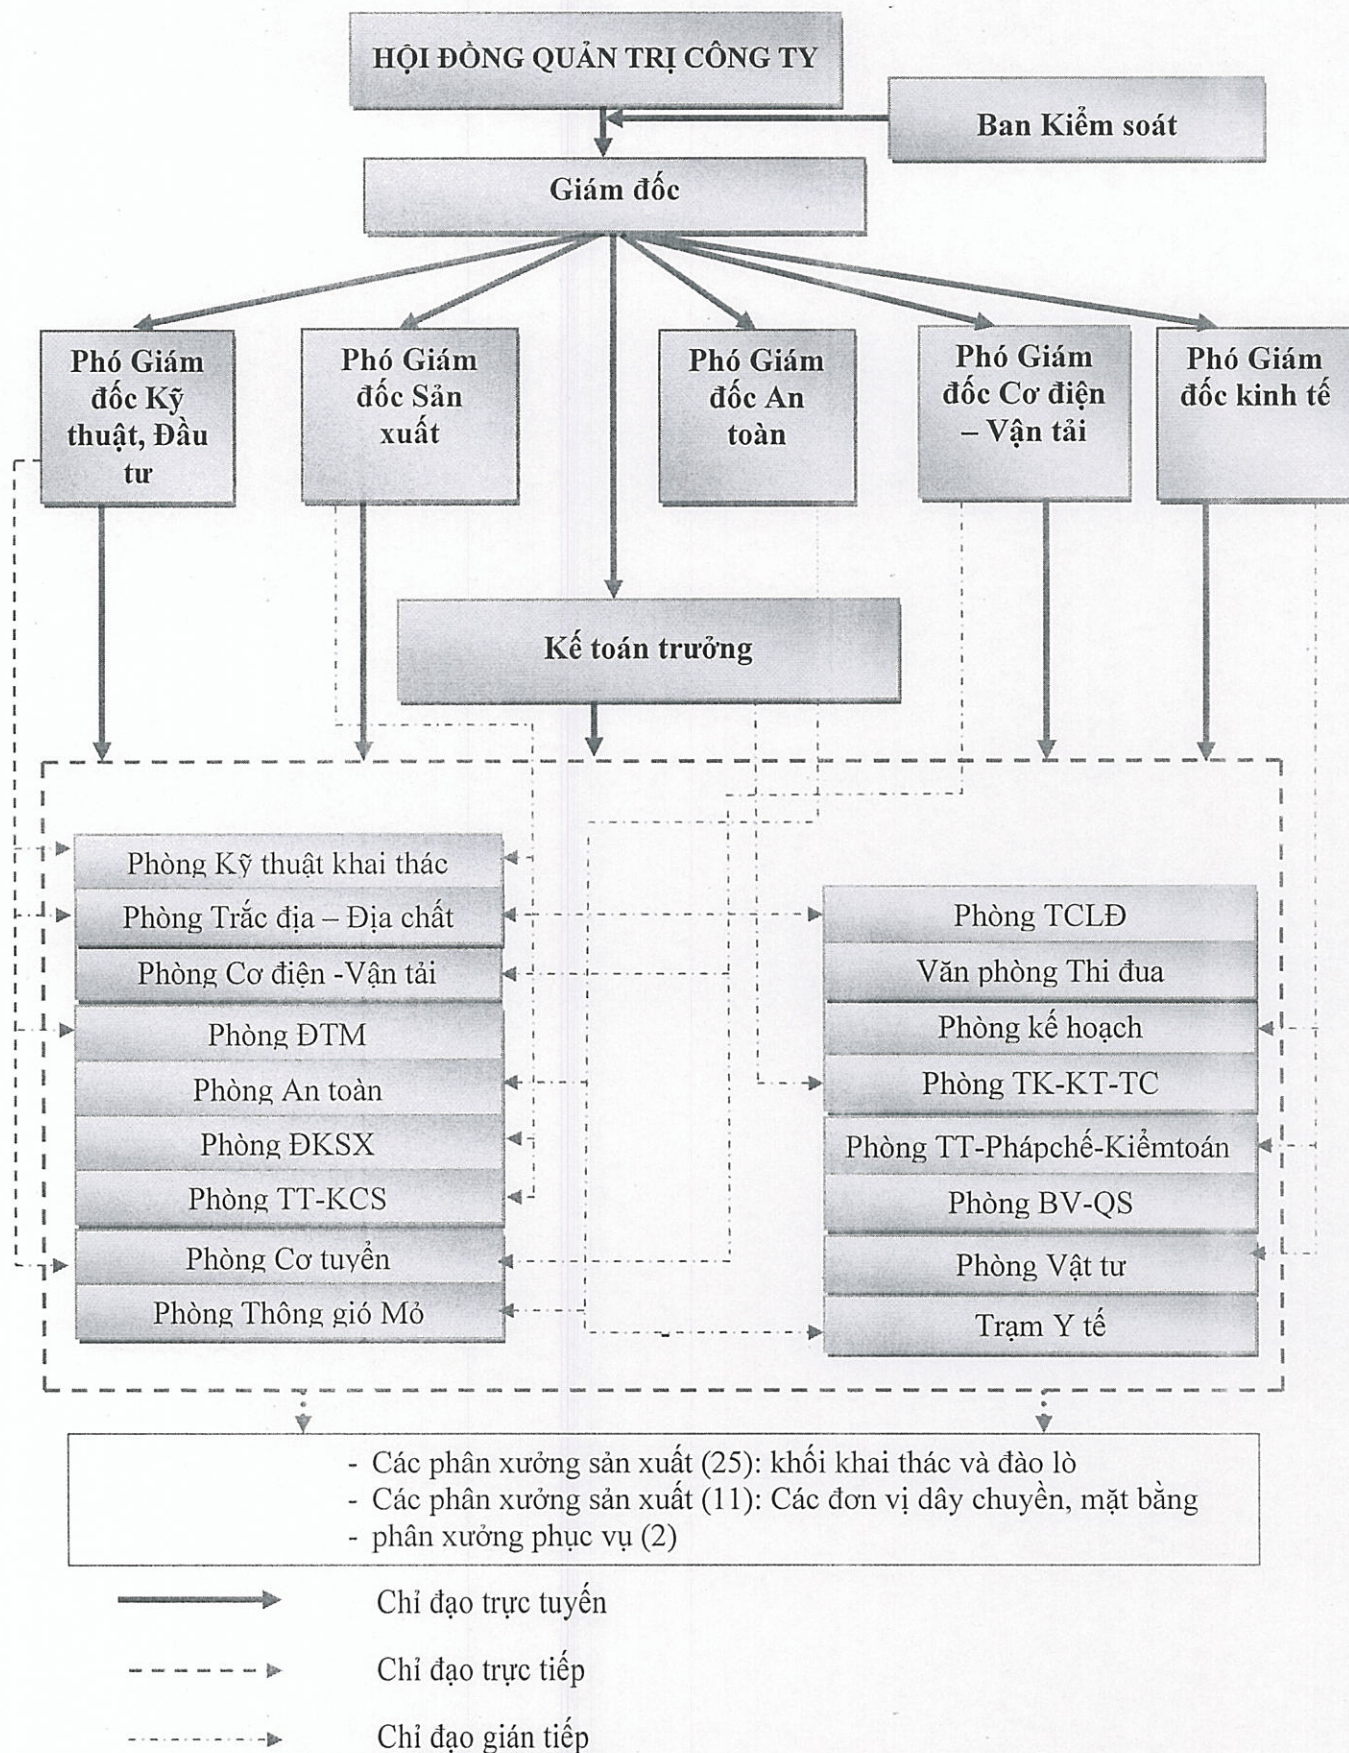 HỘI ĐỒNG QUẢN TRỊ CÔNG TY
Ban Kiểm soát
Giám đốc
Phó Giám
đốc Kỹ
thuật, Đầu
tư
Phó Giám
đốc Sản
xuất
Phó Giám
đốc An
toàn
Phó Giám
đốc Cơ điện
– Vận tải
Phó Giám
đốc kinh tế
Kế toán trưởng
Phòng Kỹ thuật khai thác
Phòng Trắc địa – Địa chất
Phòng Cơ điện -Vận tải
Phòng ĐTM
Phòng An toàn
Phòng ĐKSX
Phòng TT-KCS
Phòng Cơ tuyển
Phòng Thông gió Mỏ
Phòng TCLĐ
Văn phòng Thi đua
Phòng kế hoạch
Phòng TK-KT-TC
Phòng TT-Phápchế-Kiểmtoán
Phòng BV-QS
Phòng Vật tư
Trạm Y tế
- Các phân xưởng sản xuất (25): khối khai thác và đào lò
- Các phân xưởng sản xuất (11): Các đơn vị dây chuyền, mặt bằng
- phân xưởng phục vụ (2)
Chỉ đạo trực tuyến
Chỉ đạo trực tiếp
Chỉ đạo gián tiếp